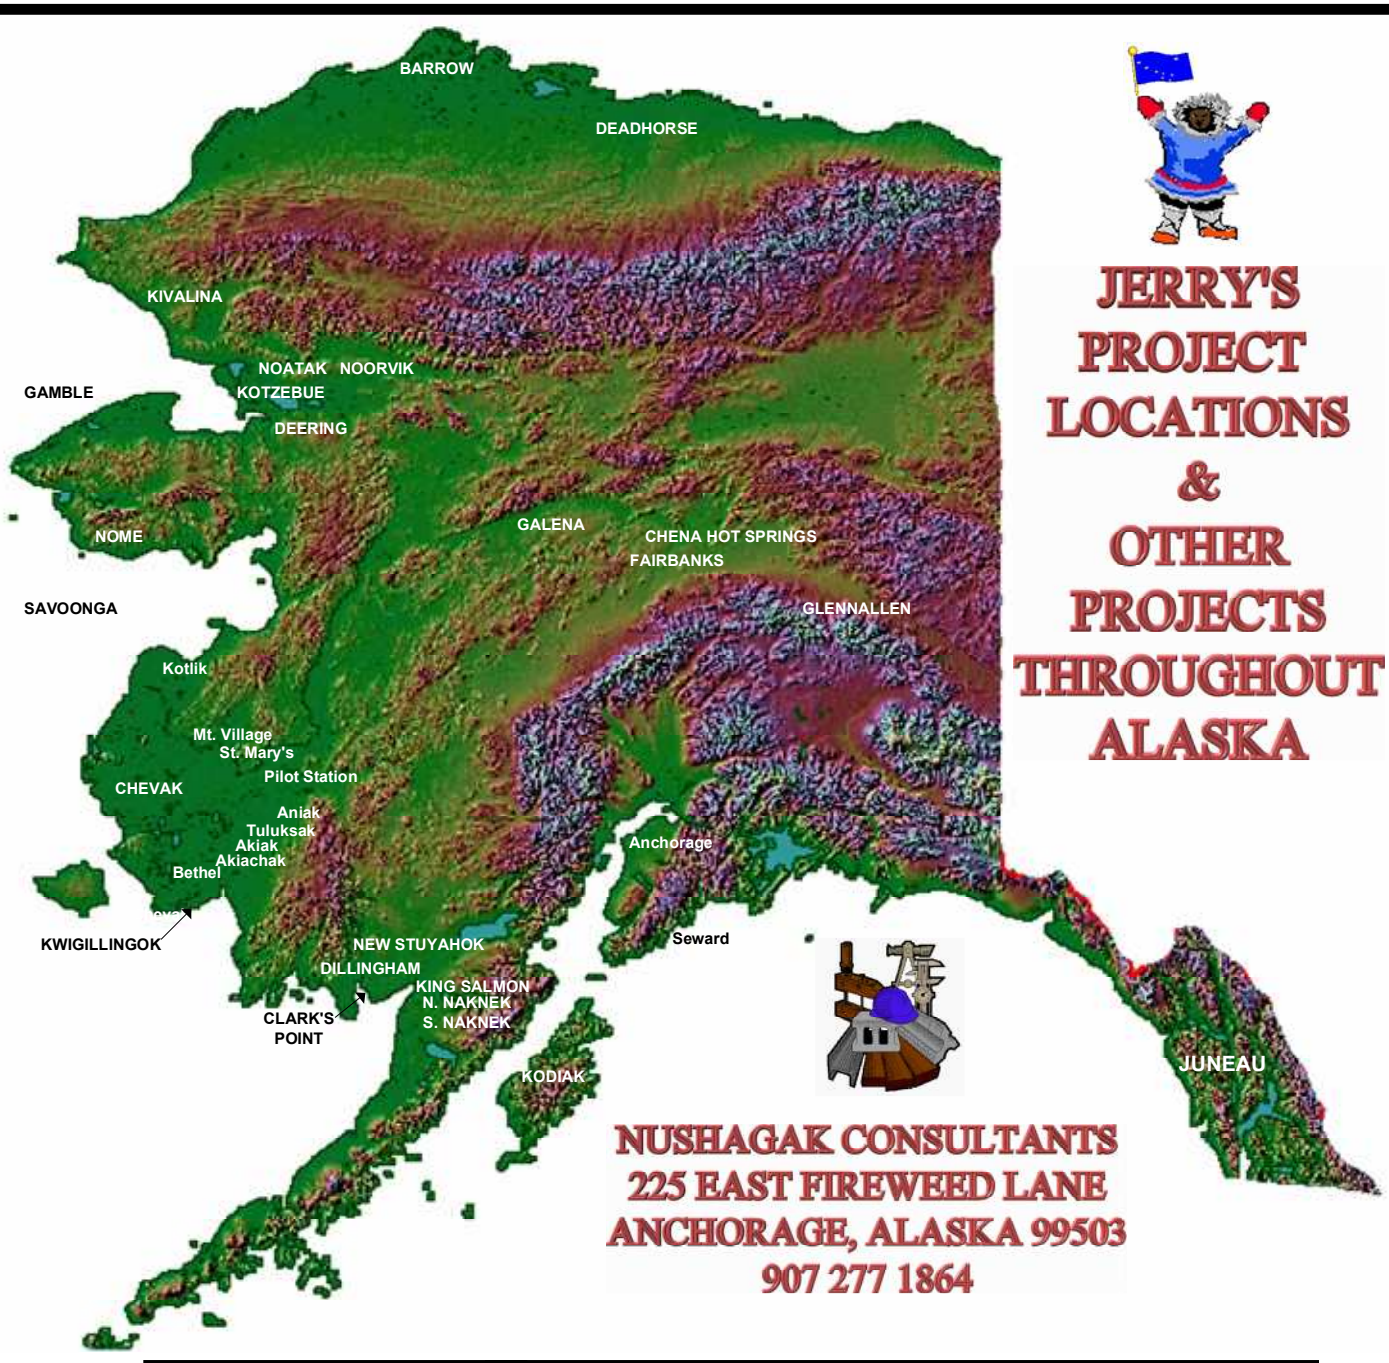 BARROW
DEADHORSE
KIVALINA
NOATAK NOORVIK
GAMBLE
KOTZEBUE
DEERING
GALENA
NOME
CHENA HOT SPRINGS
FAIRBANKS
SAVOONGA
GLENNALLEN
Kotlik
Mt. Village
St. Mary's
Pilot Station
CHEVAK
Aniak
Tuluksak
Akiak
Akiachak
Bethel
Anchorage
KWIGILLINGOK
NEW STUYAHOK
Seward
DILLINGHAM
KING SALMON
N. NAKNEK
S. NAKNEK
CLARK'S
POINT
KODIAK
JUNEAU
JERRY'S
PROJECT
LOCATIONS
&
OTHER
PROJECTS
THROUGHOUT
ALASKA
NUSHAGAK CONSULTANTS
225 EAST FIREWEED LANE
ANCHORAGE, ALASKA 99503
907 277 1864